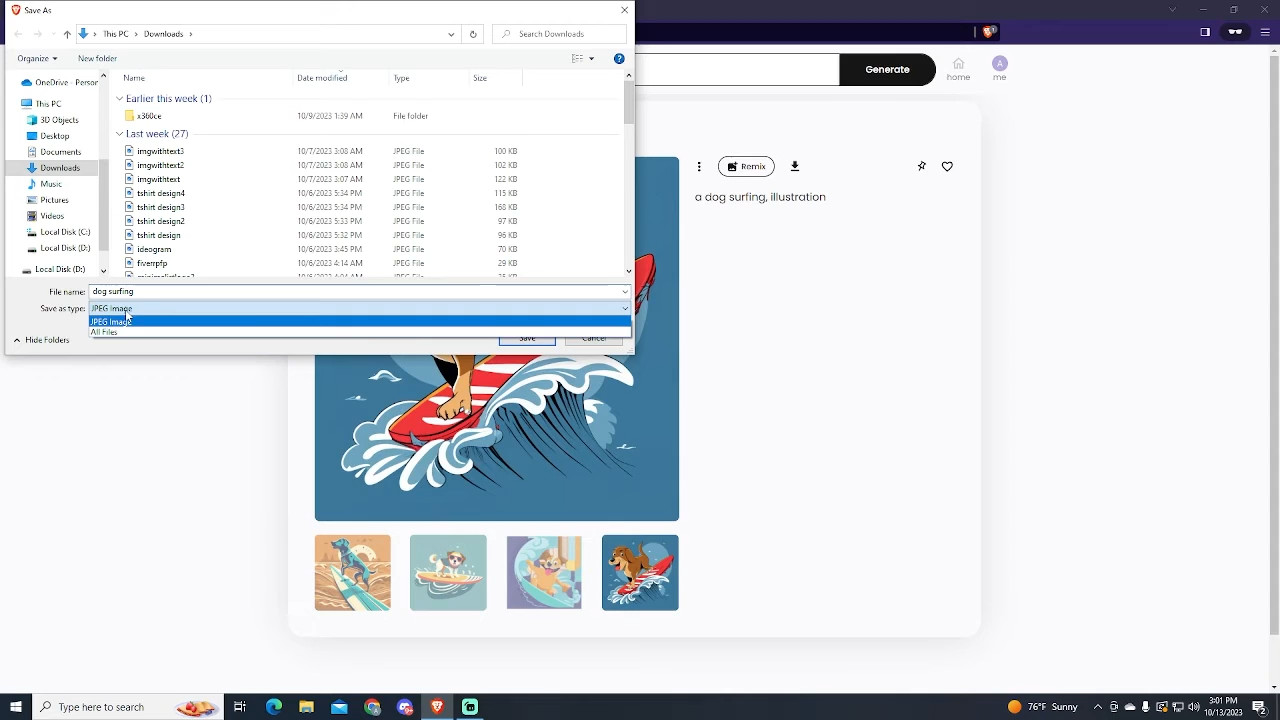 Save As
This PC > Downloads >
Search Downloads
Organize
New folder
Generate
home
A
me
OneDrive - Person
This PC
3D Objects
Desktop
Documents
Downloads
Music
Pictures
Videos
Local Disk (C:)
Local Disk (D:)
Local Disk (D:)
Name Date modified Type Size
Earlier this week (1)
x360ce 10/9/2023 1:39 AM File folder
Last week (27)
imgwithtext3 10/7/2023 3:08 AM JPEG File 100 KB
imgwithtext2 10/7/2023 3:08 AM JPEG File 102 KB
imgwithtext 10/7/2023 3:07 AM JPEG File 122 KB
tshirt design4 10/6/2023 5:34 PM JPEG File 115 KB
tshirt design3 10/6/2023 5:34 PM JPEG File 168 KB
tshirt design2 10/6/2023 5:33 PM JPEG File 97 KB
tshirt design 10/6/2023 5:32 PM JPEG File 96 KB
ideogram 10/6/2023 3:45 PM JPEG File 70 KB
fiverrpfp 10/6/2023 4:14 AM JPEG File 29 KB
File name: dog surfing
Save as type: JPEG Image
JPEG Image
All Files
Hide Folders
Save
Cancel
Remix
a dog surfing, illustration
Type here to search
76°F Sunny
3:01 PM
10/13/2023